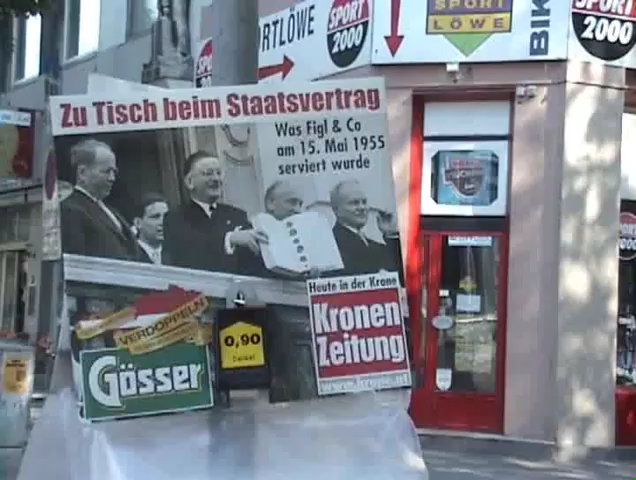 RTLÖWE
SPORT
2000
SPORT
LÖWE
BIKE
SPORT
2000
Zu Tisch beim Staatsvertrag
Was Figl & Co
am 15. Mai 1955
serviert wurde
Heute in der Krone
Kronen
Zeitung
www.krone.at
VERDOPPELN
Gösser
0,90